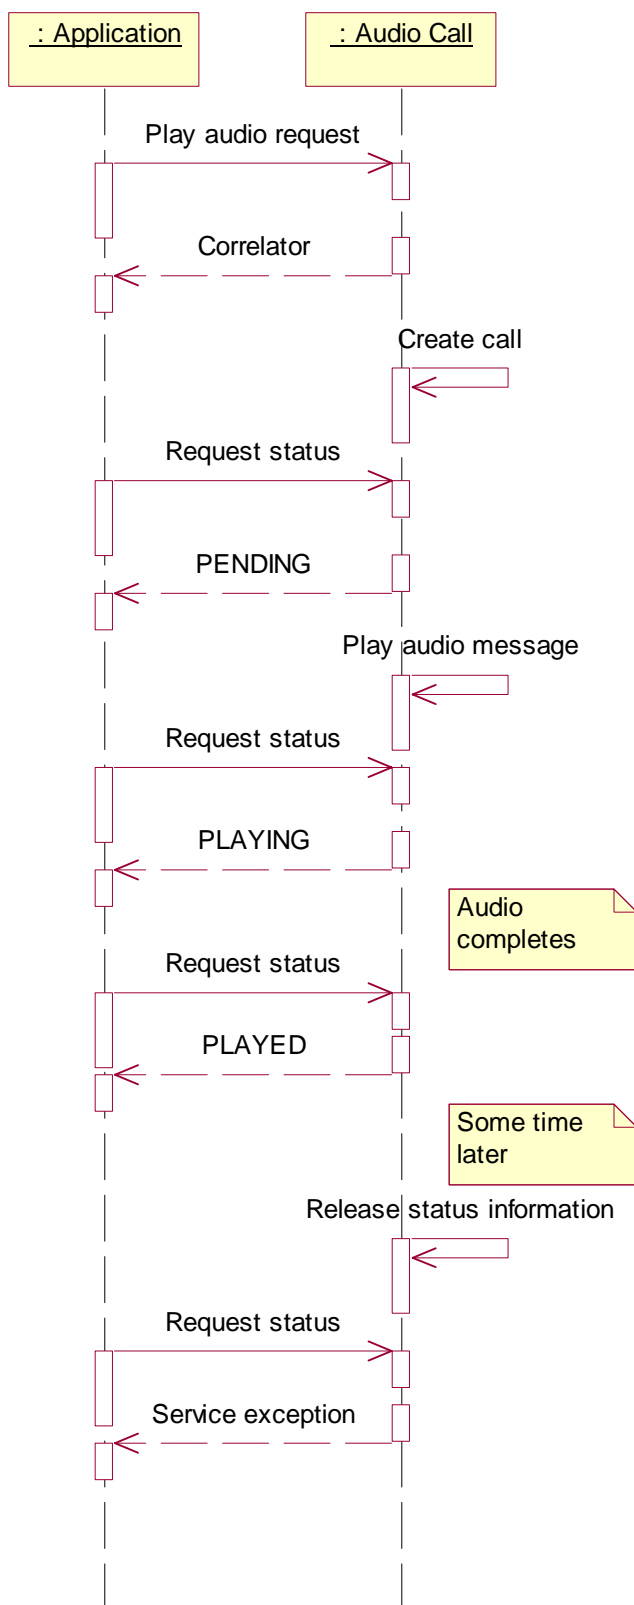 : Application
: Audio Call
Play audio request
Correlator
Create call
Request status
PENDING
Play audio message
Request status
PLAYING
Audio
completes
Request status
PLAYED
Some time
later
Release status information
Request status
Service exception